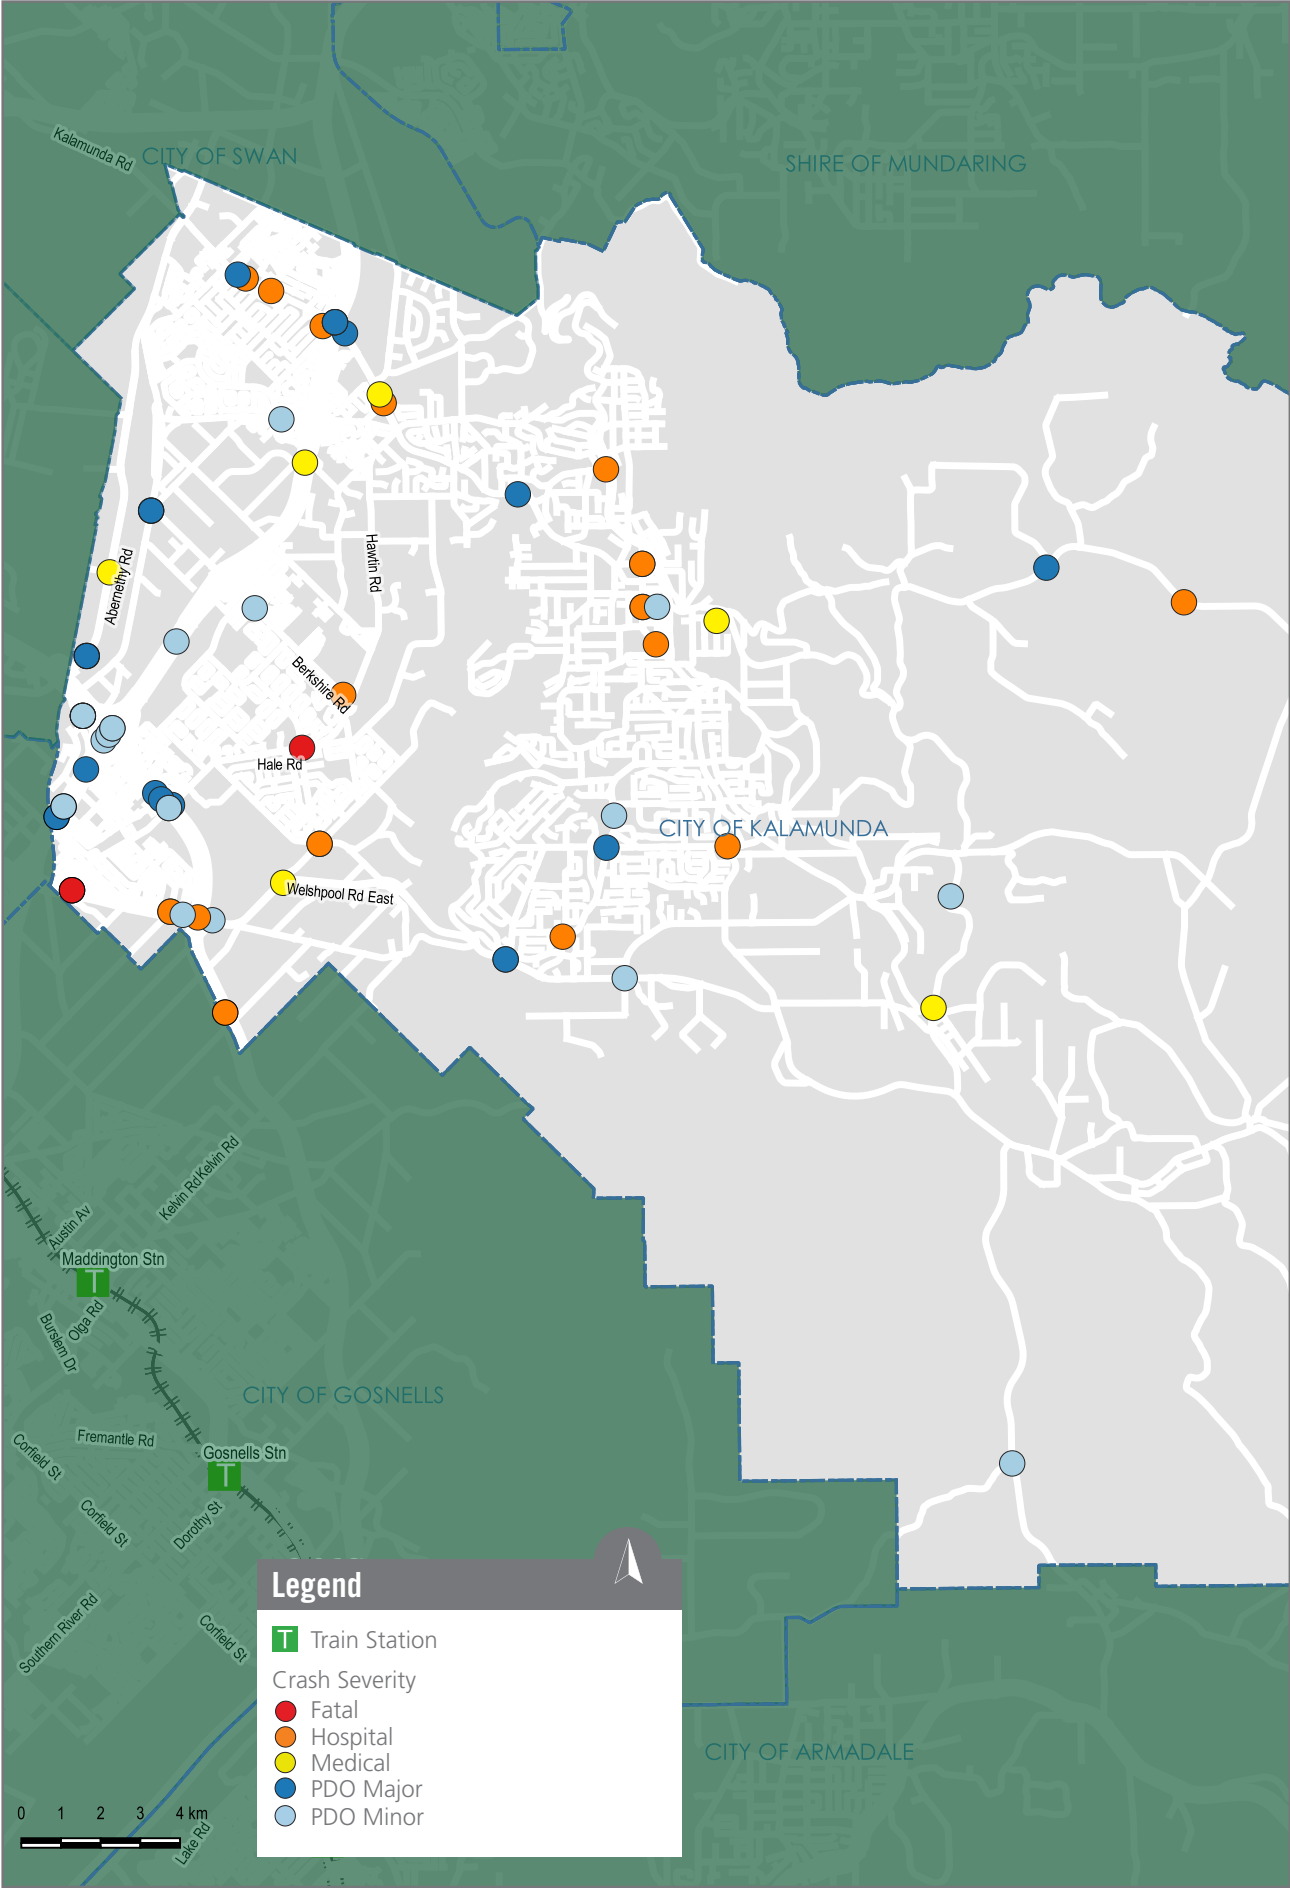 Kalamunda Rd
CITY OF SWAN
SHIRE OF MUNDARING
Abernethy Rd
Hawtin Rd
Berkshire Rd
Hale Rd
CITY OF KALAMUNDA
Welshpool Rd East
Kelvin Rd
Kelvin Rd
Austin Av
Maddington Stn
T
Olga Rd
Burslem Dr
CITY OF GOSNELLS
Fremantle Rd
Corfield St
Gosnells Stn
T
Corfield St
Dorothy St
Southern River Rd
Corfield St
Legend
T Train Station
Crash Severity
Fatal
Hospital
Medical
PDO Major
PDO Minor
CITY OF ARMADALE
0 1 2 3 4 km
Lake Rd